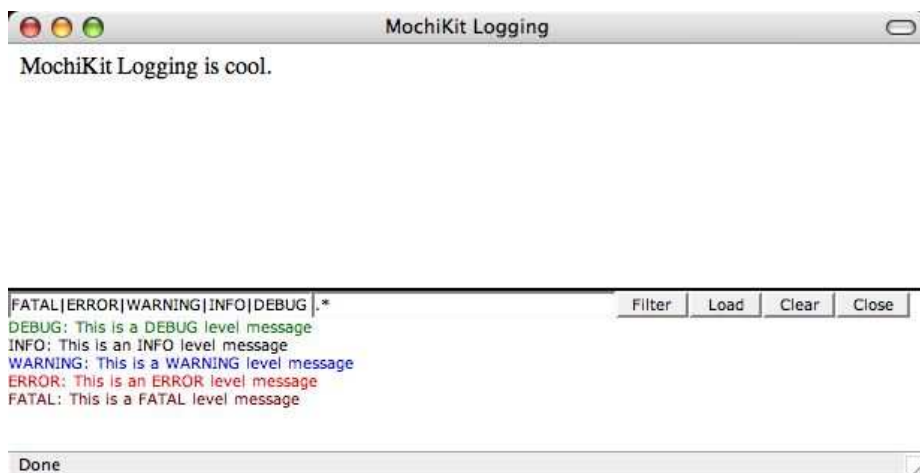 MochiKit Logging
MochiKit Logging is cool.
FATAL|ERROR|WARNING|INFO|DEBUG .* Filter Load Clear Close
DEBUG: This is a DEBUG level message
INFO: This is an INFO level message
WARNING: This is a WARNING level message
ERROR: This is an ERROR level message
FATAL: This is a FATAL level message
Done